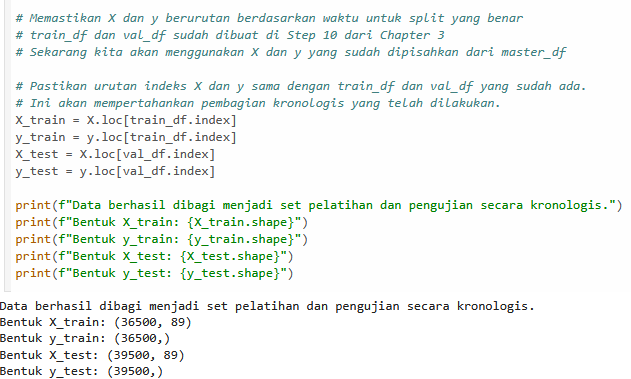 # Memastikan X dan y berurutan berdasarkan waktu untuk split yang benar
# train_df dan val_df sudah dibuat di Step 10 dari Chapter 3
# Sekarang kita akan menggunakan X dan y yang sudah dipisahkan dari master_df
# Pastikan urutan indeks X dan y sama dengan train_df dan val_df yang sudah ada.
# Ini akan mempertahankan pembagian kronologis yang telah dilakukan.
X_train = X.loc[train_df.index]
y_train = y.loc[train_df.index]
X_test = X.loc[val_df.index]
y_test = y.loc[val_df.index]
print(f"Data berhasil dibagi menjadi set pelatihan dan pengujian secara kronologis.")
print(f"Bentuk X_train: {X_train.shape}")
print(f"Bentuk y_train: {y_train.shape}")
print(f"Bentuk X_test: {X_test.shape}")
print(f"Bentuk y_test: {y_test.shape}")
Data berhasil dibagi menjadi set pelatihan dan pengujian secara kronologis.
Bentuk X_train: (36500, 89)
Bentuk y_train: (36500,)
Bentuk X_test: (39500, 89)
Bentuk y_test: (39500,)